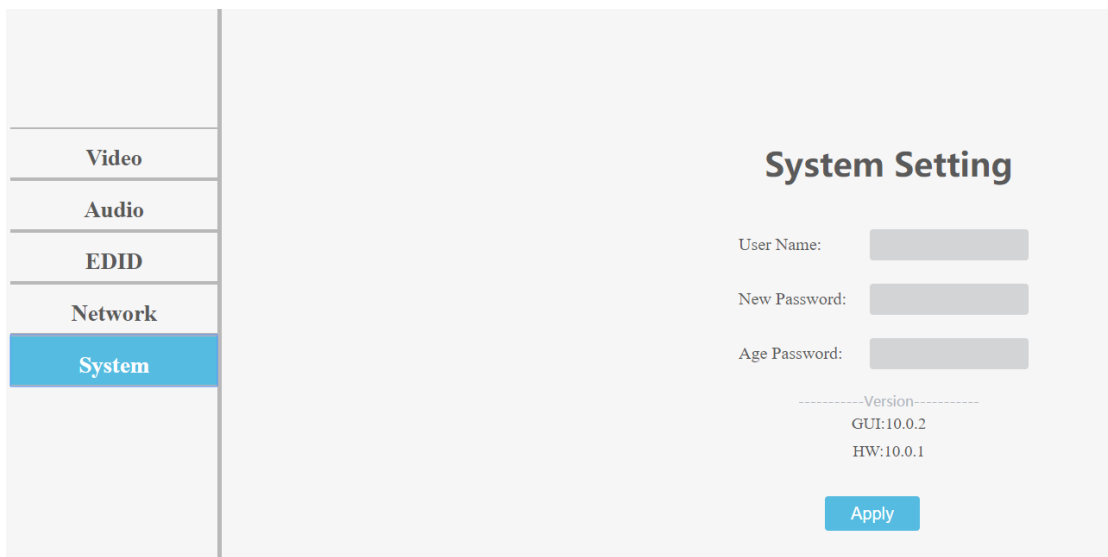 Video
Audio
EDID
Network
System
System Setting
User Name:
New Password:
Age Password:
-----------Version-----------
GUI:10.0.2
HW:10.0.1
Apply